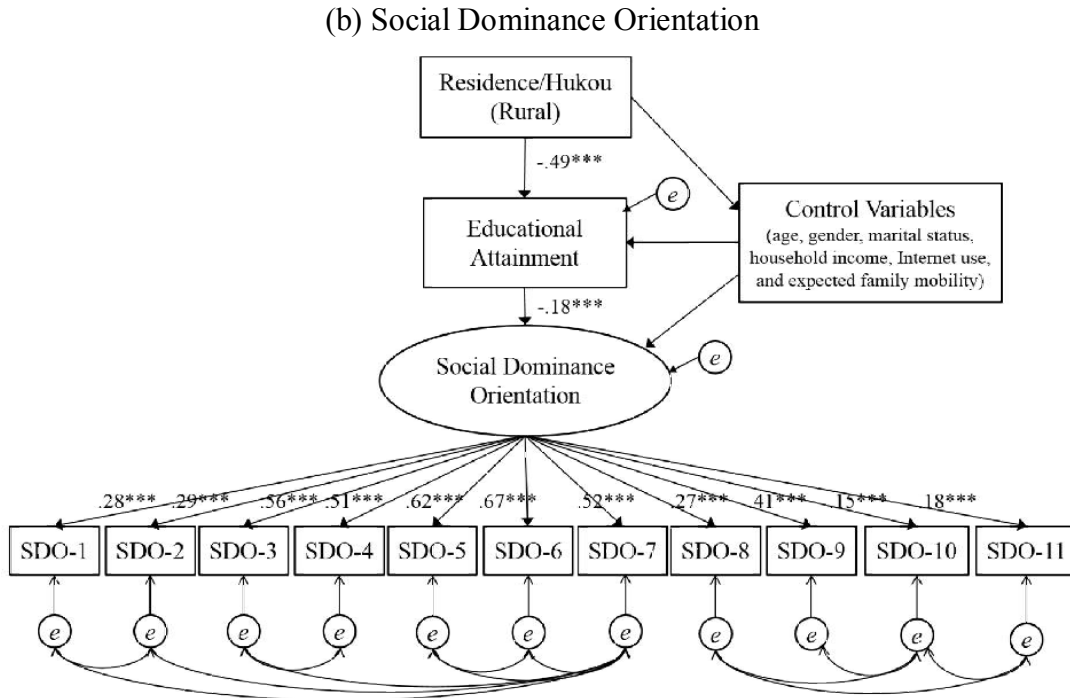 (b) Social Dominance Orientation
Residence/Hukou
(Rural)
-.49***
e
Educational
Attainment
Control Variables
(age, gender, marital status,
household income, Internet use,
and expected family mobility)
-.18***
Social Dominance
Orientation
e
.28*** .29*** .56*** .51*** .62*** .67*** .52*** .27*** .41*** .15*** .18***
SDO-1 SDO-2 SDO-3 SDO-4 SDO-5 SDO-6 SDO-7 SDO-8 SDO-9 SDO-10 SDO-11
e e e e e e e e e e e